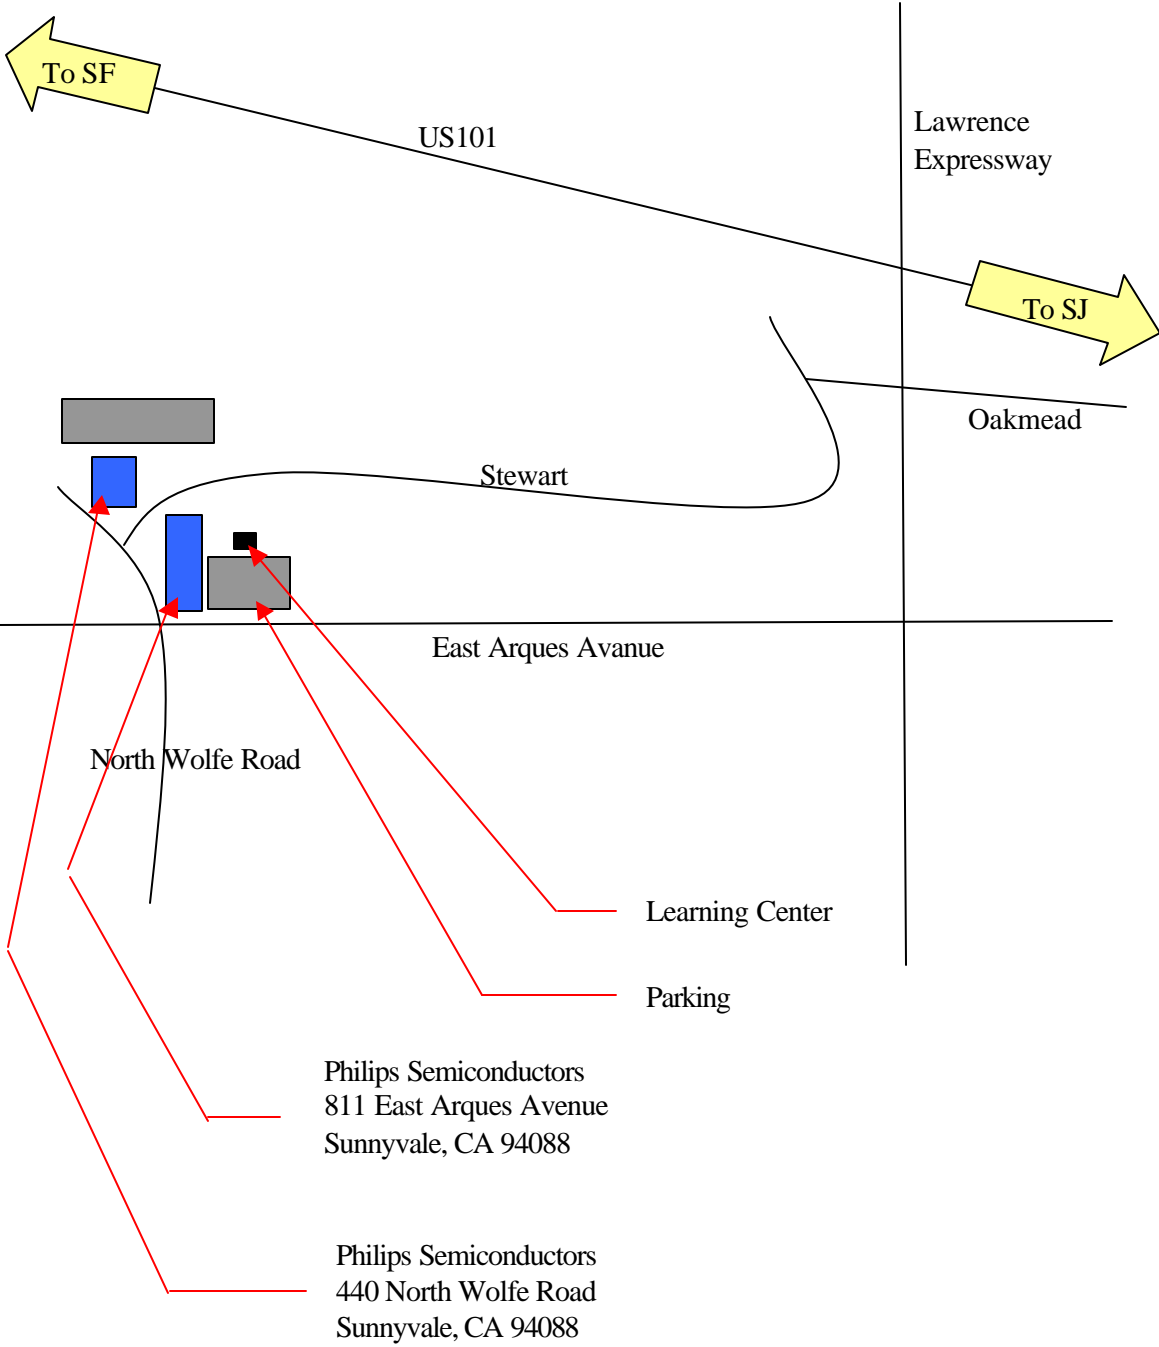 To SF
US101
Lawrence
Expressway
To SJ
Oakmead
Stewart
East Arques Avanue
North Wolfe Road
Learning Center
Parking
Philips Semiconductors
811 East Arques Avenue
Sunnyvale, CA 94088
Philips Semiconductors
440 North Wolfe Road
Sunnyvale, CA 94088